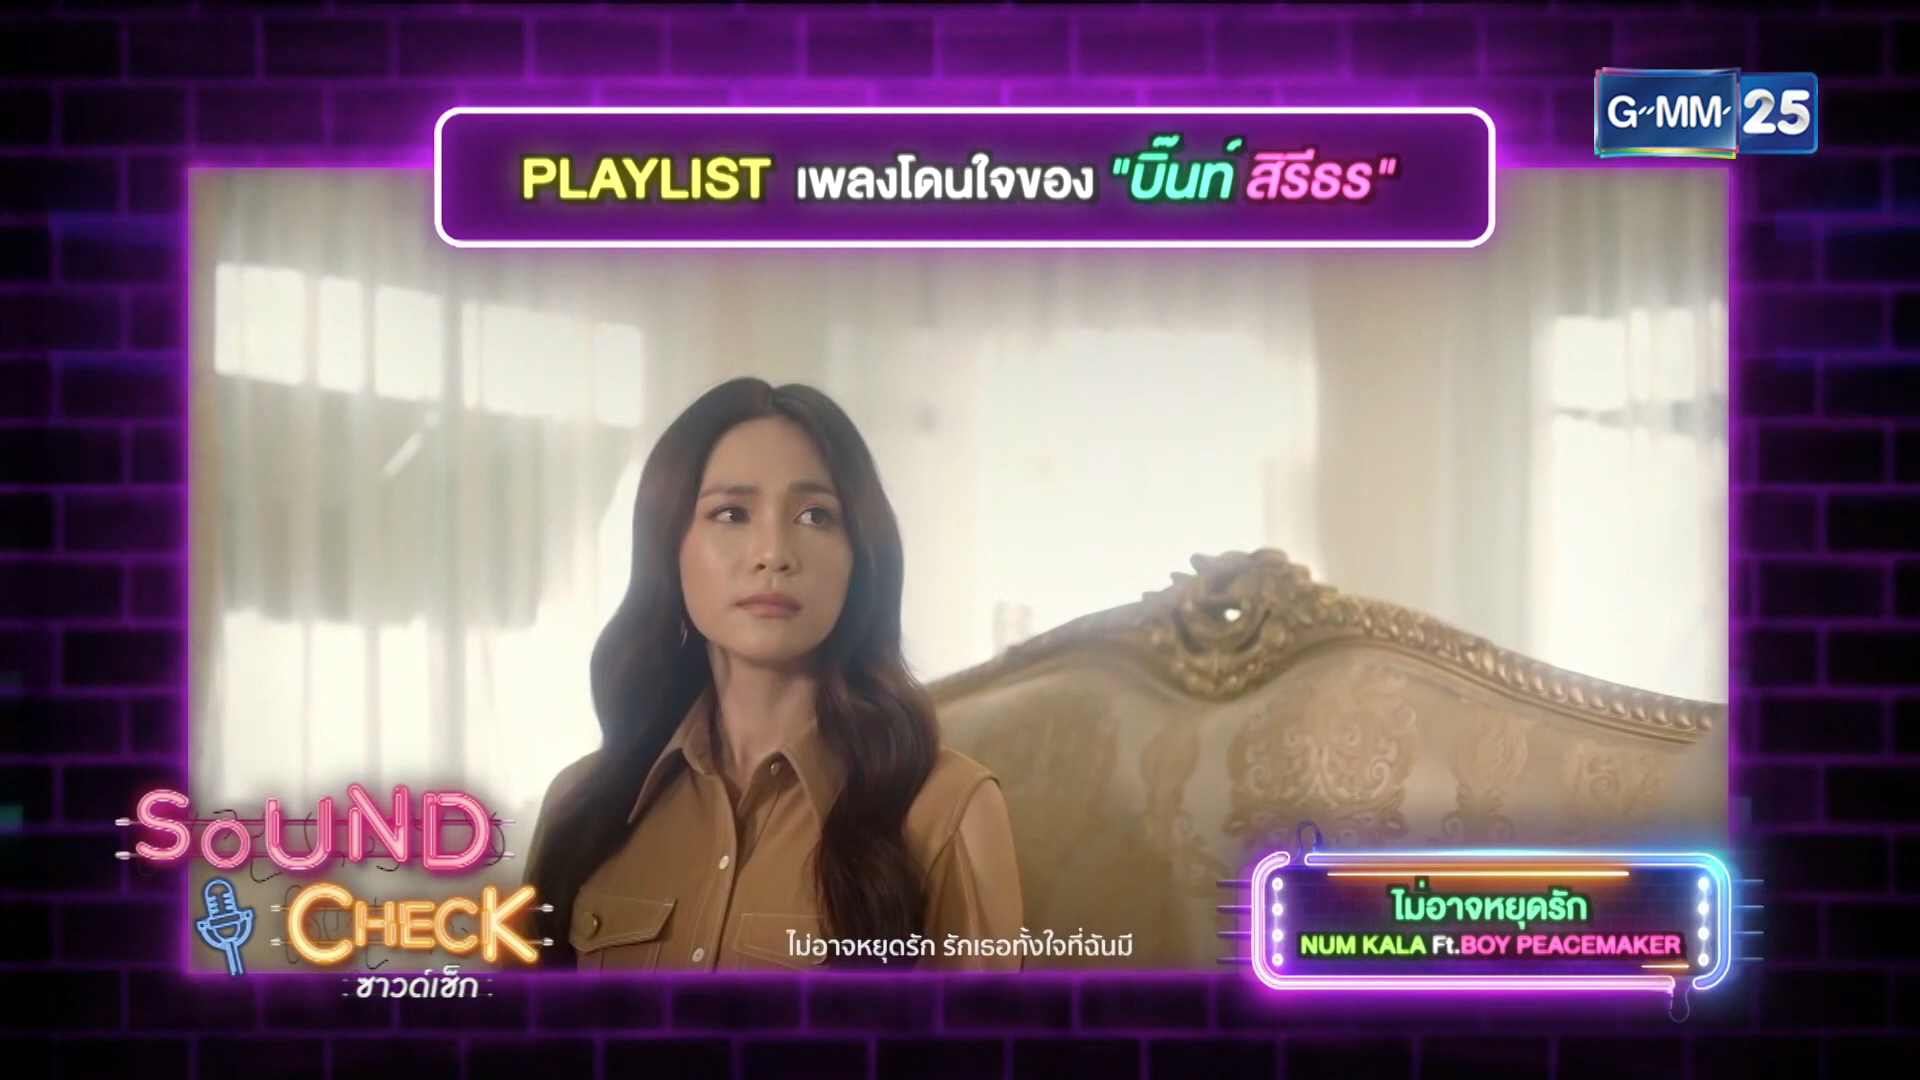 G"MM' 25
PLAYLIST เพลงโดนใจของ "บิ๊นท์ สิรีธร"
SOUND
CHECK
ซาวด์เช็ก
ไม่อาจหยุดรัก รักเธอทั้งใจที่ฉันมี
ไม่อาจหยุดรัก
NUM KALA Ft.BOY PEACEMAKER